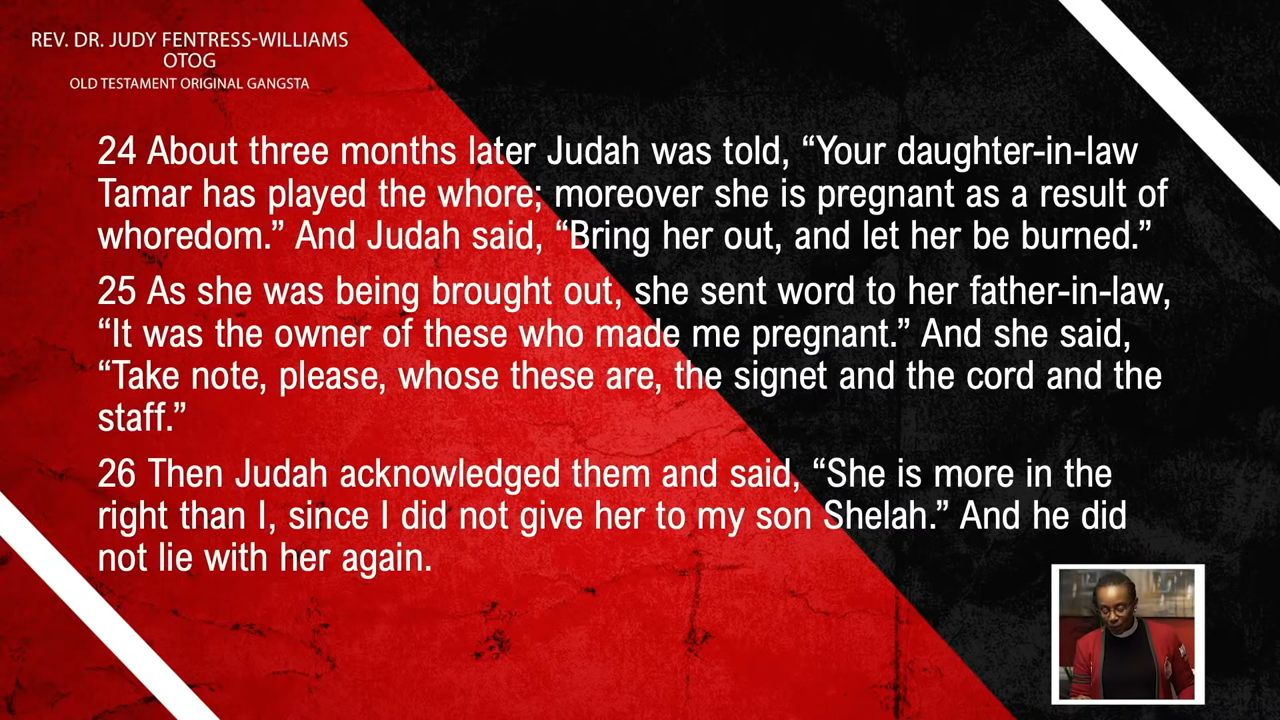 REV. DR. JUDY FENTRESS-WILLIAMS
OTOG
OLD TESTAMENT ORIGINAL GANGSTA
24 About three months later Judah was told, “Your daughter-in-law
Tamar has played the whore; moreover she is pregnant as a result of
whoredom.” And Judah said, “Bring her out, and let her be burned.”
25 As she was being brought out, she sent word to her father-in-law,
“It was the owner of these who made me pregnant.” And she said,
“Take note, please, whose these are, the signet and the cord and the
staff.”
26 Then Judah acknowledged them and said, “She is more in the
right than I, since I did not give her to my son Shelah.” And he did
not lie with her again.